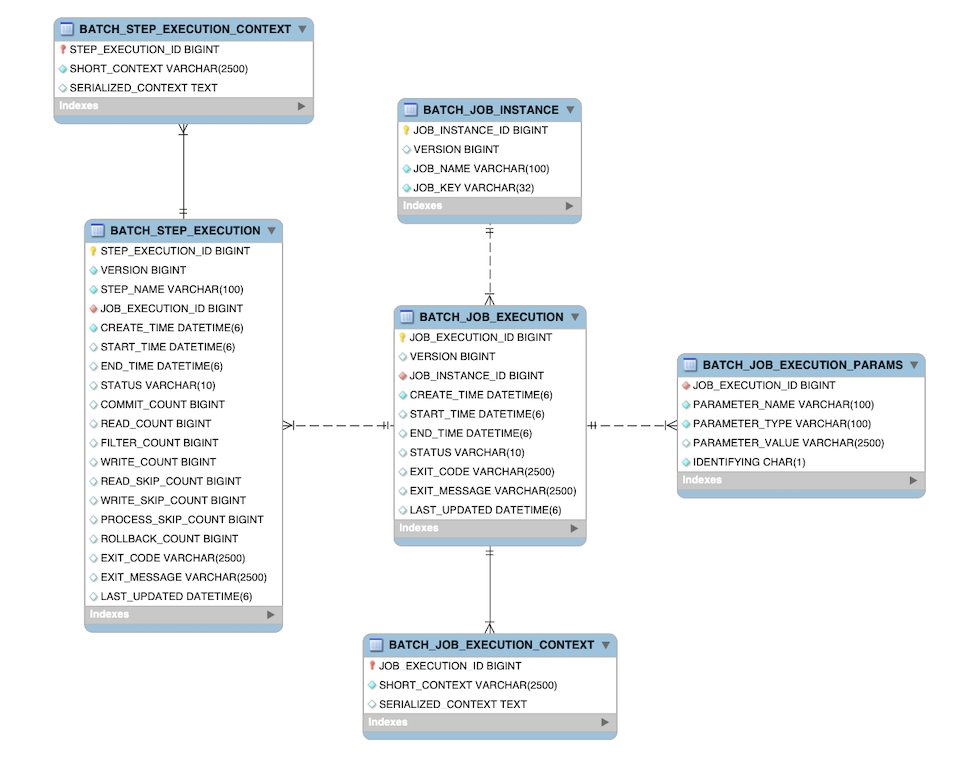 BATCH_STEP_EXECUTION_CONTEXT
STEP_EXECUTION_ID BIGINT
SHORT_CONTEXT VARCHAR(2500)
SERIALIZED_CONTEXT TEXT
Indexes
BATCH_JOB_INSTANCE
JOB_INSTANCE_ID BIGINT
VERSION BIGINT
JOB_NAME VARCHAR(100)
JOB_KEY VARCHAR(32)
Indexes
BATCH_STEP_EXECUTION
STEP_EXECUTION_ID BIGINT
VERSION BIGINT
STEP_NAME VARCHAR(100)
JOB_EXECUTION_ID BIGINT
CREATE_TIME DATETIME(6)
START_TIME DATETIME(6)
END_TIME DATETIME(6)
STATUS VARCHAR(10)
COMMIT_COUNT BIGINT
READ_COUNT BIGINT
FILTER_COUNT BIGINT
WRITE_COUNT BIGINT
READ_SKIP_COUNT BIGINT
WRITE_SKIP_COUNT BIGINT
PROCESS_SKIP_COUNT BIGINT
ROLLBACK_COUNT BIGINT
EXIT_CODE VARCHAR(2500)
EXIT_MESSAGE VARCHAR(2500)
LAST_UPDATED DATETIME(6)
Indexes
BATCH_JOB_EXECUTION
JOB_EXECUTION_ID BIGINT
VERSION BIGINT
JOB_INSTANCE_ID BIGINT
CREATE_TIME DATETIME(6)
START_TIME DATETIME(6)
END_TIME DATETIME(6)
STATUS VARCHAR(10)
EXIT_CODE VARCHAR(2500)
EXIT_MESSAGE VARCHAR(2500)
LAST_UPDATED DATETIME(6)
Indexes
BATCH_JOB_EXECUTION_PARAMS
JOB_EXECUTION_ID BIGINT
PARAMETER_NAME VARCHAR(100)
PARAMETER_TYPE VARCHAR(100)
PARAMETER_VALUE VARCHAR(2500)
IDENTIFYING CHAR(1)
Indexes
BATCH_JOB_EXECUTION_CONTEXT
JOB_EXECUTION_ID BIGINT
SHORT_CONTEXT VARCHAR(2500)
SERIALIZED_CONTEXT TEXT
Indexes